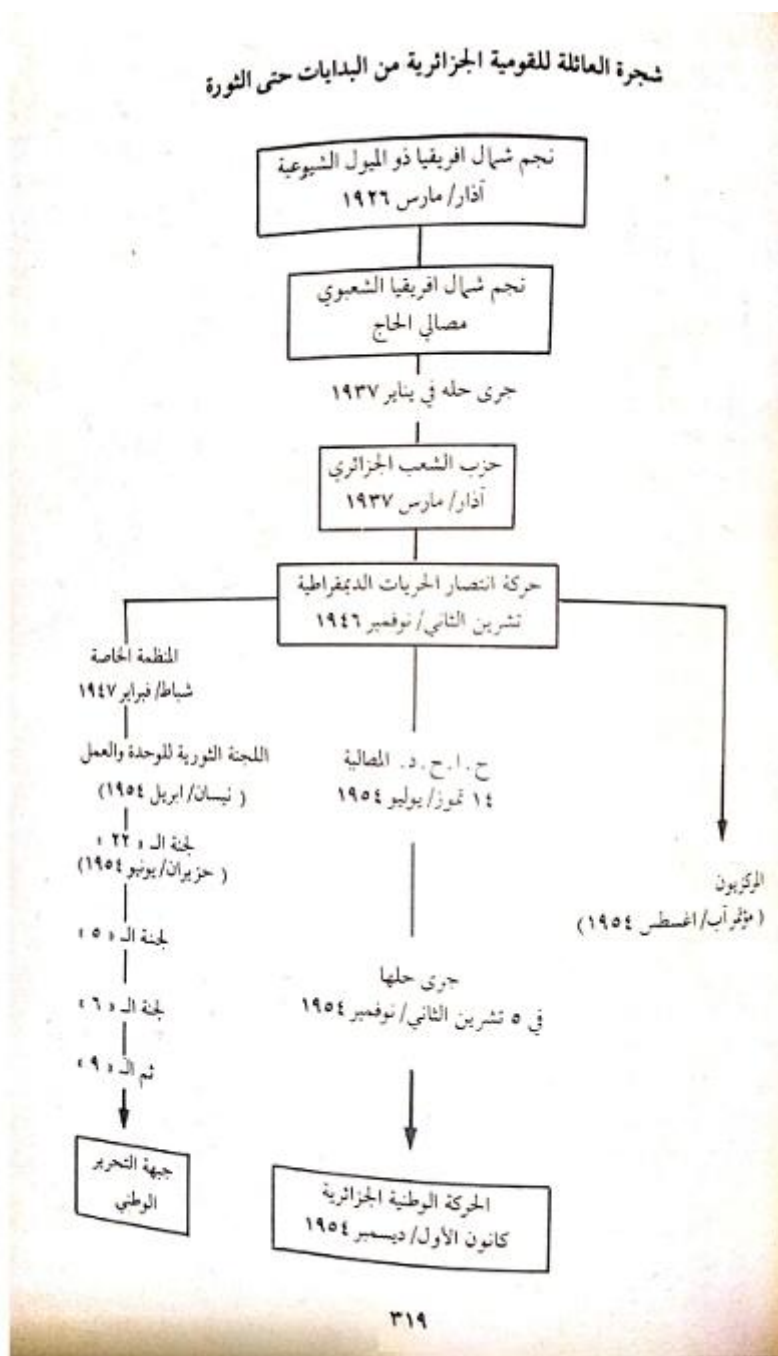 شجرة العائلة للقومية الجزائرية من البدايات حتى الثورة
نجم شمال افريقيا ذو الميول الشيوعية
آذار/ مارس ١٩٢٦
نجم شمال افريقيا الشعبوي
مصالي الحاج
جرى حله في يناير ١٩٣٧
حزب الشعب الجزائري
آذار/ مارس ١٩٣٧
حركة انتصار الحريات الديمقراطية
تشرين الثاني/ نوفمبر ١٩٤٦
المركزيون
( مؤتمر آب/ اغسطس ١٩٥٤)
ح . ا . ح . د . المصالية
١٤ تموز/ يوليو ١٩٥٤
جرى حلها
في ٥ تشرين الثاني/ نوفمبر ١٩٥٤
الحركة الوطنية الجزائرية
كانون الأول/ ديسمبر ١٩٥٤
المنظمة الخاصة
شباط/ فبراير ١٩٤٧
اللجنة الثورية للوحدة والعمل
( نيسان/ ابريل ١٩٥٤)
لجنة الـ « ٢٢ »
( حزيران/ يونيو ١٩٥٤)
لجنة الـ « ٥ »
لجنة الـ « ٦ »
ثم الـ « ٩ »
جبهة التحرير
الوطني
٣١٩